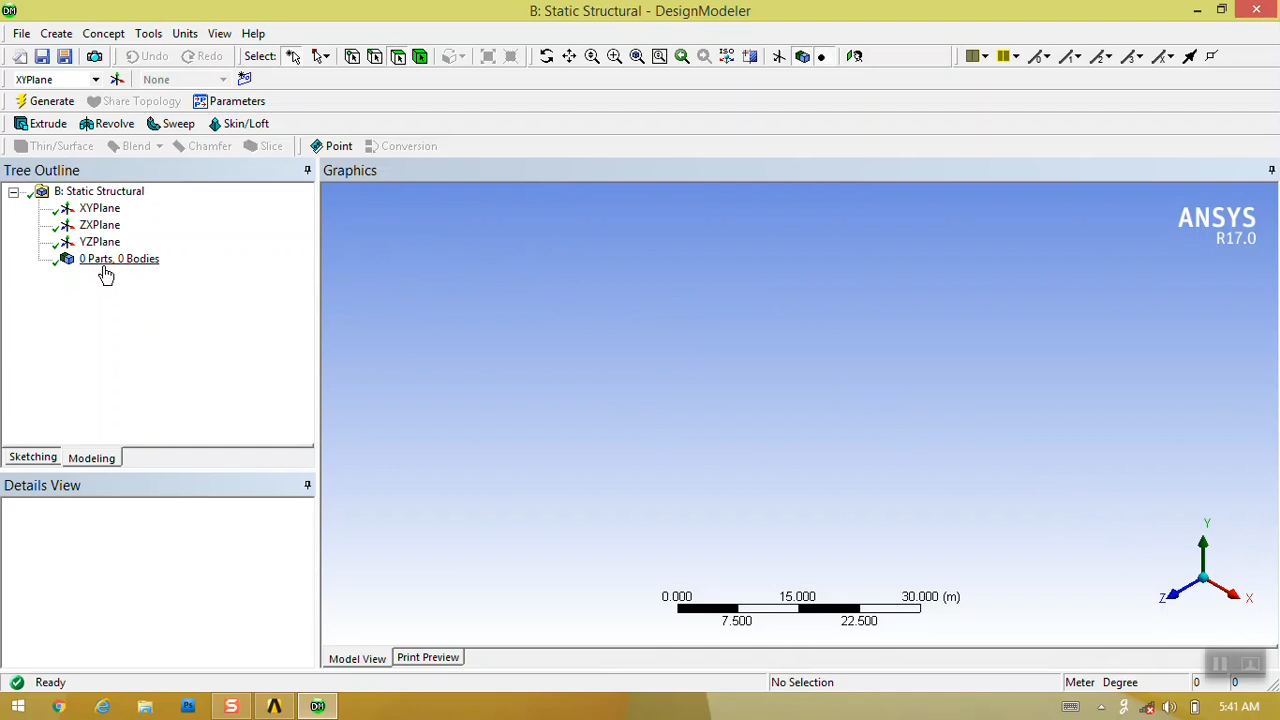 B: Static Structural - DesignModeler
File Create Concept Tools Units View Help
Undo Redo Select: ISO
XYPlane None
Generate Share Topology Parameters
Extrude Revolve Sweep Skin/Loft
Thin/Surface Blend Chamfer Slice Point Conversion
Tree Outline
B: Static Structural
XYPlane
ZXPlane
YZPlane
0 Parts, 0 Bodies
Sketching Modeling
Details View
Graphics
ANSYS
R17.0
Y
Z X
0.000 15.000 30.000 (m)
7.500 22.500
Model View Print Preview
Ready No Selection Meter Degree 0 0
5:41 AM